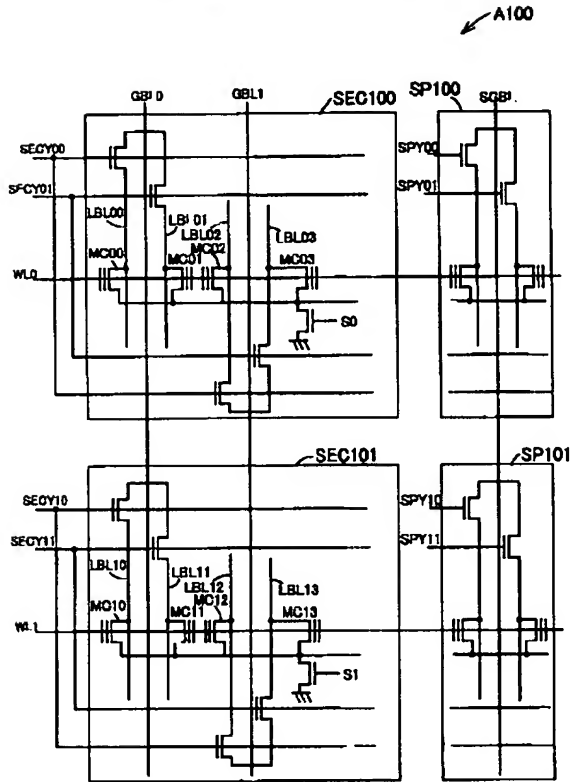 A100
GBL0 GBL1 SEC100 SP100 SGB1
SECY00 SPY00
SECY01 SPY01
LBL00 LBL01 LBL02 LBL03
MC00 MC01 MC02 MC03
WL0
S0
SEC101 SP101
SECY10 SPY10
SECY11 SPY11
LBL10 LBL11 LBL12 LBL13
MC10 MC11 MC12 MC13
WL1
S1